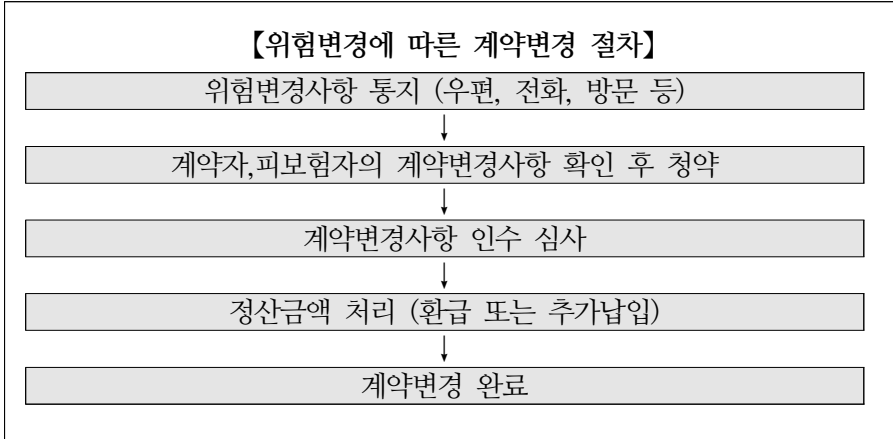 【위험변경에 따른 계약변경 절차】
위험변경사항 통지 (우편, 전화, 방문 등)
계약자,피보험자의 계약변경사항 확인 후 청약
계약변경사항 인수 심사
정산금액 처리 (환급 또는 추가납입)
계약변경 완료